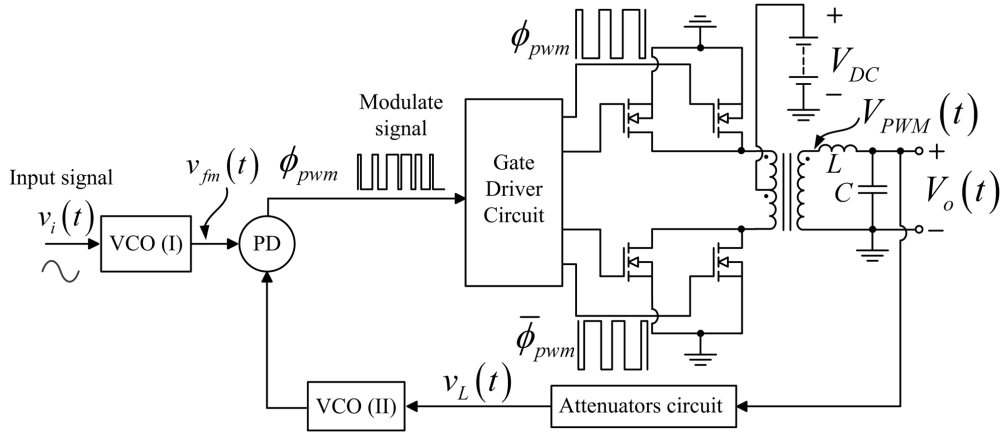 ϕpwm
+
VDC
−
Modulate
signal
VPWM(t)
Input signal
vfm(t)
ϕpwm
Gate
Driver
Circuit
L
+
C
Vo(t)
vi(t)
VCO (I)
PD
−
ϕ̅pwm
vL(t)
VCO (II)
Attenuators circuit